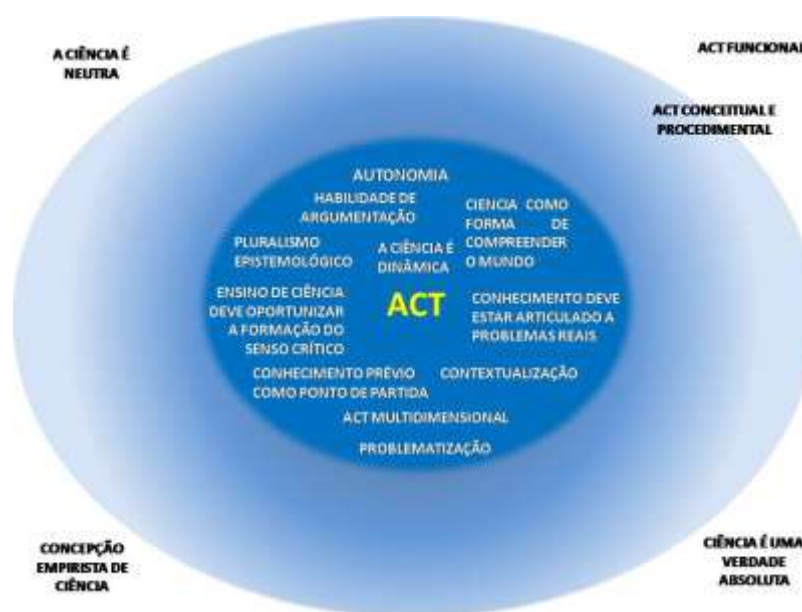 A CIÊNCIA É
NEUTRA
ACT FUNCIONAL
ACT CONCEITUAL E
PROCEDIMENTAL
AUTONOMIA
HABILIDADE DE
ARGUMENTAÇÃO
CIENCIA COMO
FORMA DE
COMPREENDER
O MUNDO
PLURALISMO
EPISTEMOLÓGICO
A CIÊNCIA É
DINÂMICA
ENSINO DE CIÊNCIA
DEVE OPORTUNIZAR
A FORMAÇÃO DO
SENSO CRÍTICO
ACT
CONHECIMENTO DEVE
ESTAR ARTICULADO A
PROBLEMAS REAIS
CONHECIMENTO PRÉVIO
COMO PONTO DE PARTIDA
CONTEXTUALIZAÇÃO
ACT MULTIDIMENSIONAL
PROBLEMATIZAÇÃO
CONCEPÇÃO
EMPIRISTA DE
CIÊNCIA
CIÊNCIA É UMA
VERDADE
ABSOLUTA